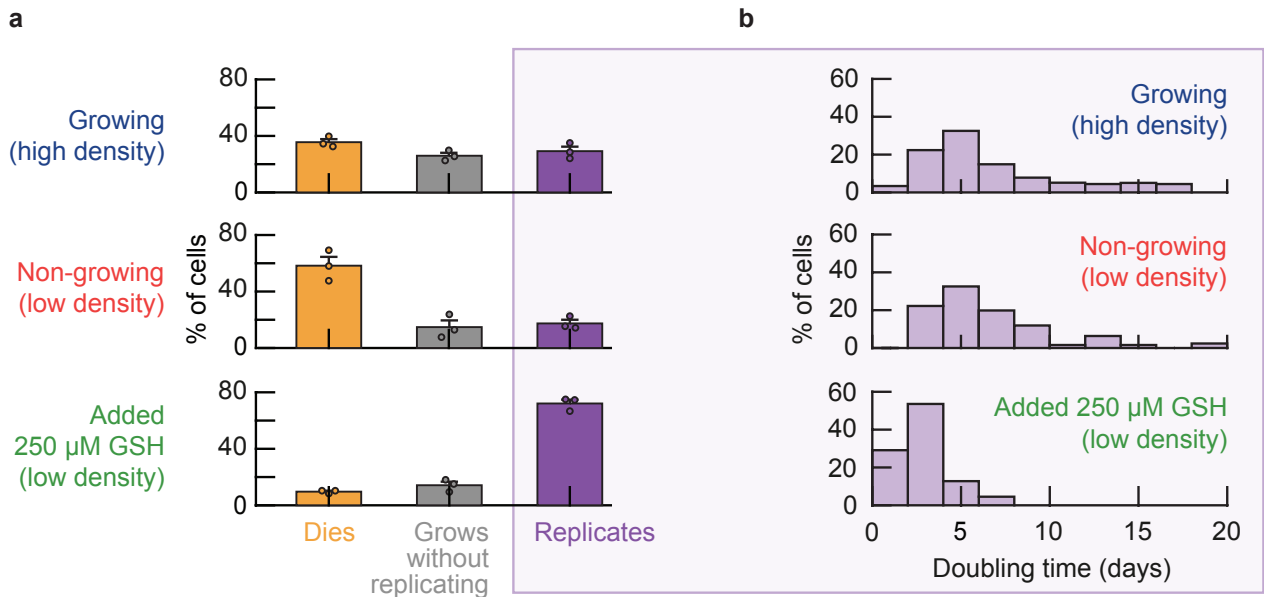 a
b
Growing
(high density)
80
40
0
Non-growing
(low density)
% of cells
80
40
0
Added
250 µM GSH
(low density)
80
40
0
Dies
Grows
without
replicating
Replicates
60
40
20
0
Growing
(high density)
% of cells
60
40
20
0
Non-growing
(low density)
60
40
20
0
Added 250 µM GSH
(low density)
0 5 10 15 20
Doubling time (days)